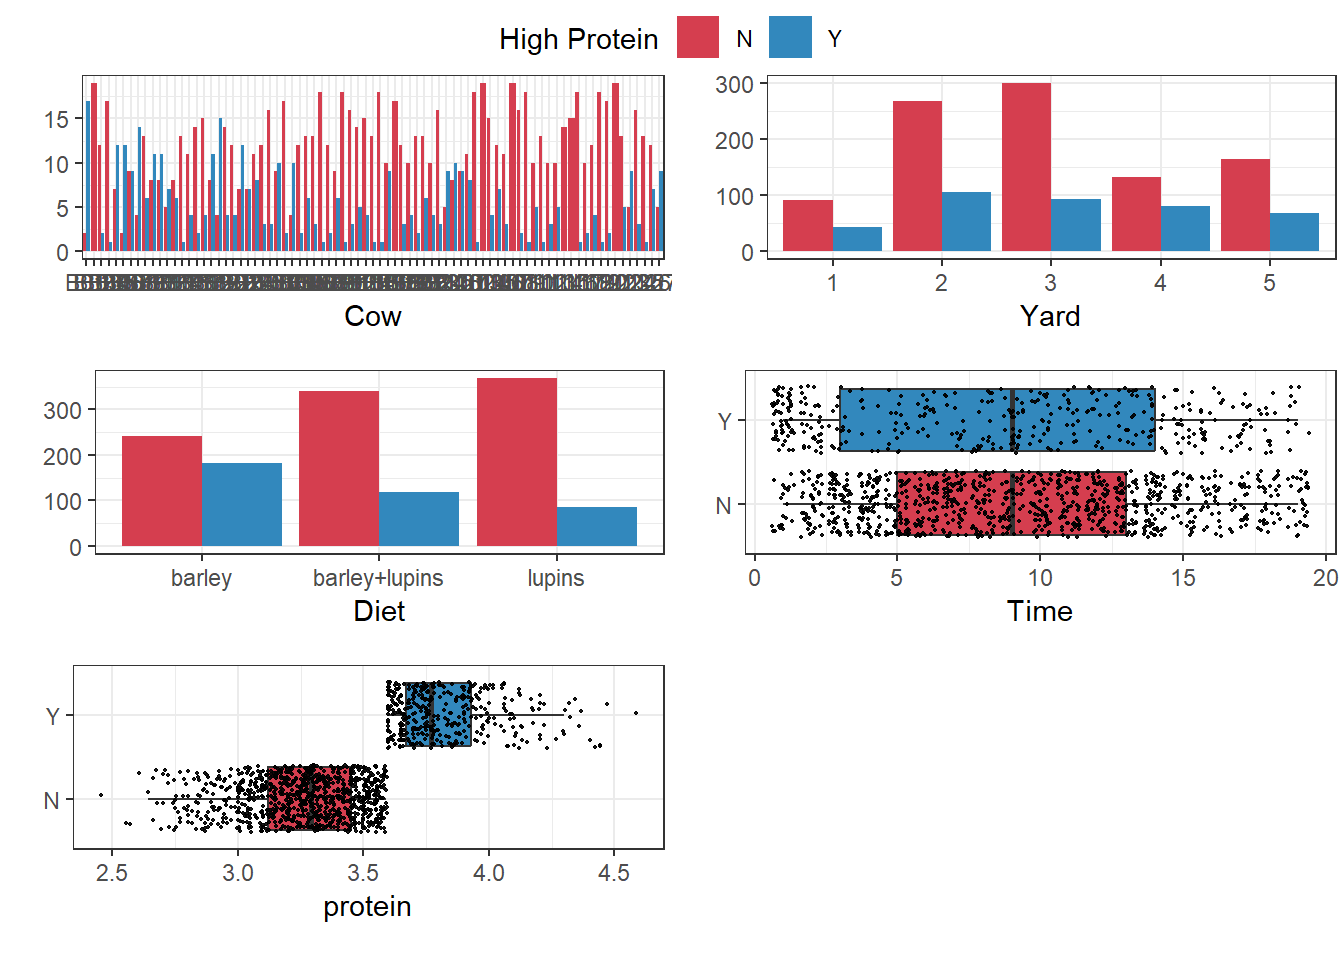 High Protein N Y
15
10
5
0
Cow
300
200
100
0
1 2 3 4 5
Yard
300
200
100
0
barley barley+lupins lupins
Diet
Y
N
0 5 10 15 20
Time
Y
N
2.5 3.0 3.5 4.0 4.5
protein